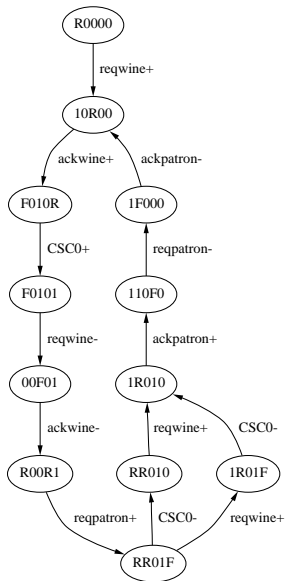 R0000
reqwine+
10R00
ackwine+
ackpatron-
F010R
1F000
CSC0+
reqpatron-
F0101
110F0
reqwine-
ackpatron+
00F01
1R010
ackwine-
reqwine+
CSC0-
R00R1
RR010
1R01F
reqpatron+
CSC0-
reqwine+
RR01F